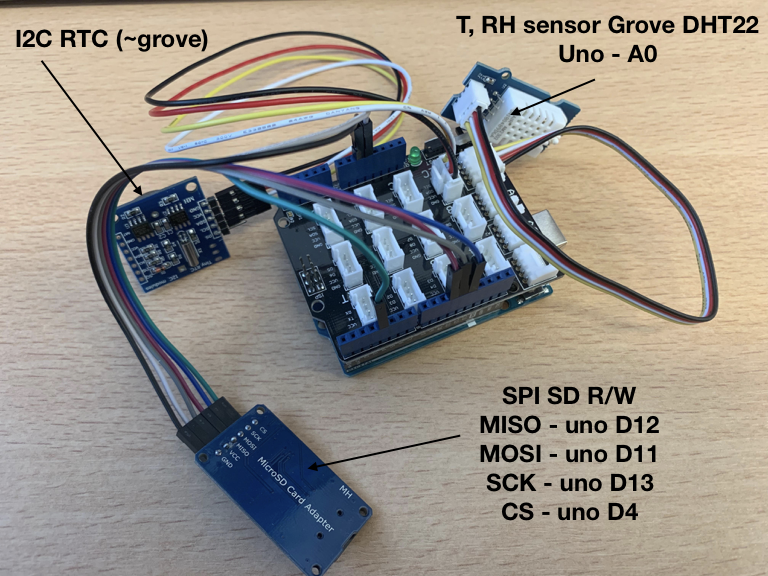 I2C RTC (~grove)
T, RH sensor Grove DHT22
Uno - A0
SPI SD R/W
MISO - uno D12
MOSI - uno D11
SCK - uno D13
CS - uno D4
CS
SCK
MOSI
MISO
VCC
GND
MicroSD Card Adapter
MH